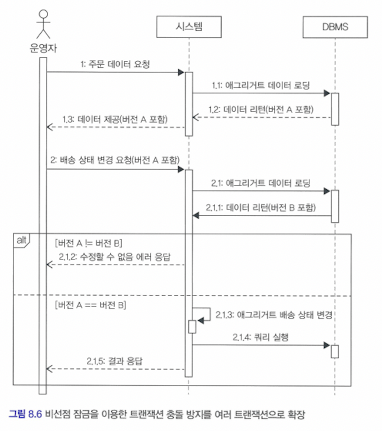 시스템
DBMS
운영자
1: 주문 데이터 요청
1.1: 애그리거트 데이터 로딩
1.2: 데이터 리턴(버전 A 포함)
1.3: 데이터 제공(버전 A 포함)
2: 배송 상태 변경 요청(버전 A 포함)
2.1: 애그리거트 데이터 로딩
2.1.1: 데이터 리턴(버전 B 포함)
alt
[버전 A != 버전 B]
2.1.2: 수정할 수 없음 에러 응답
[버전 A == 버전 B]
2.1.3: 애그리거트 배송 상태 변경
2.1.4: 쿼리 실행
2.1.5: 결과 응답
그림 8.6 비선점 잠금을 이용한 트랜잭션 충돌 방지를 여러 트랜잭션으로 확장